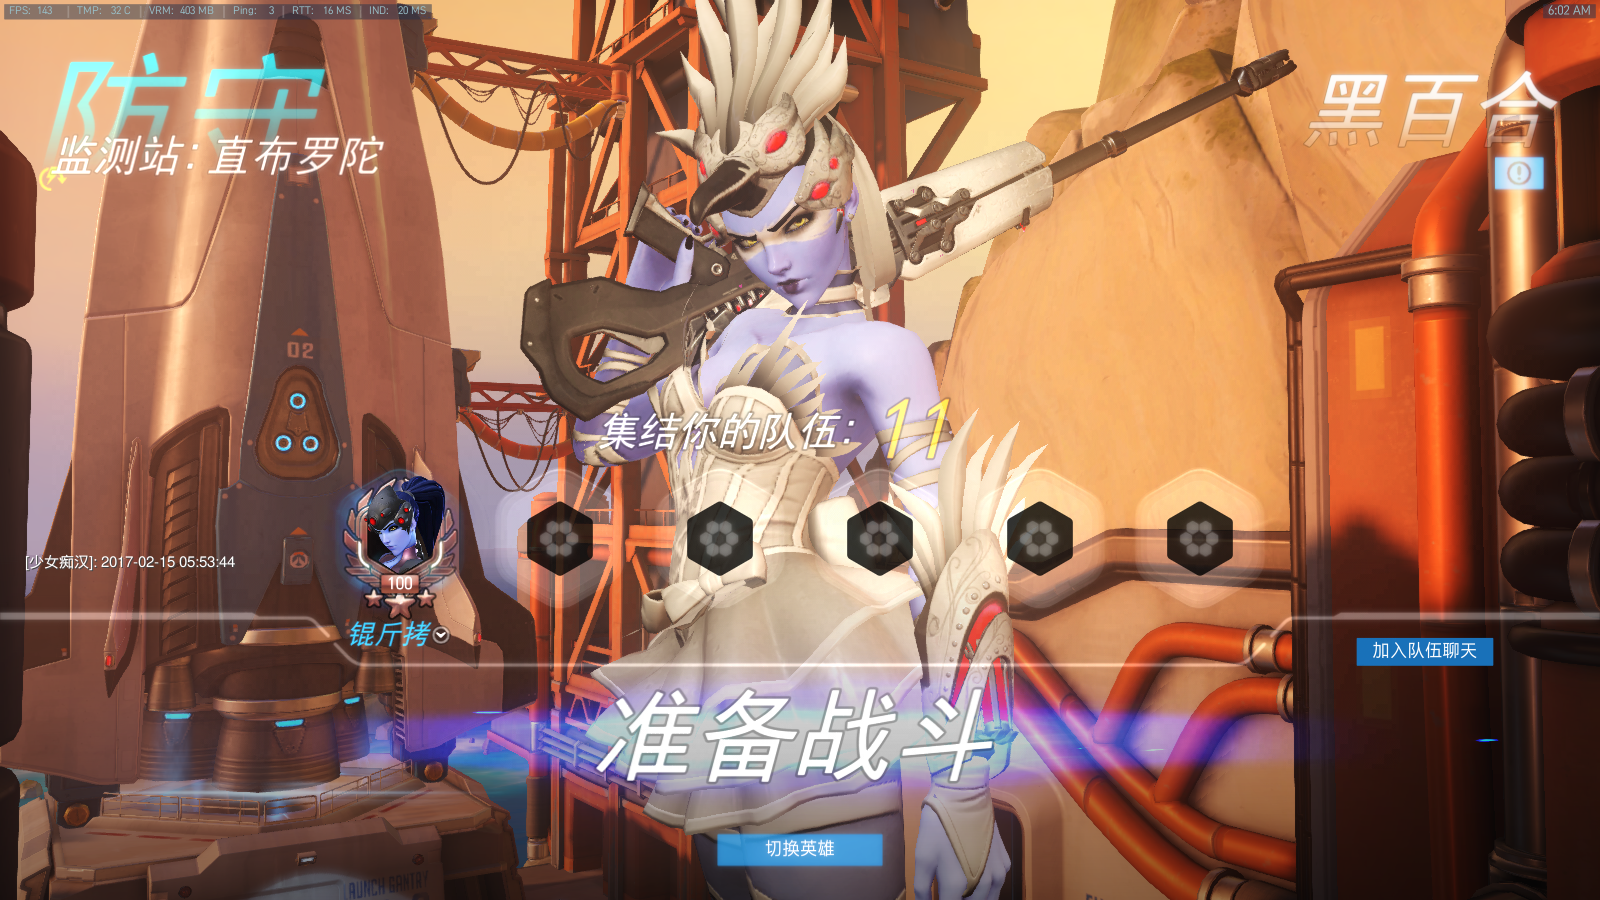 FPS: 143 | TMP: 32 C | VRM: 403 MB | Ping: 3 | RTT: 16 MS | IND: 20 MS
6:02 AM
防守
监测站: 直布罗陀
黑百合
02
集结你的队伍: 11
[少女痴汉]: 2017-02-15 05:53:44
100
锟斤拷
加入队伍聊天
准备战斗
切换英雄
LAUNCH GANTRY